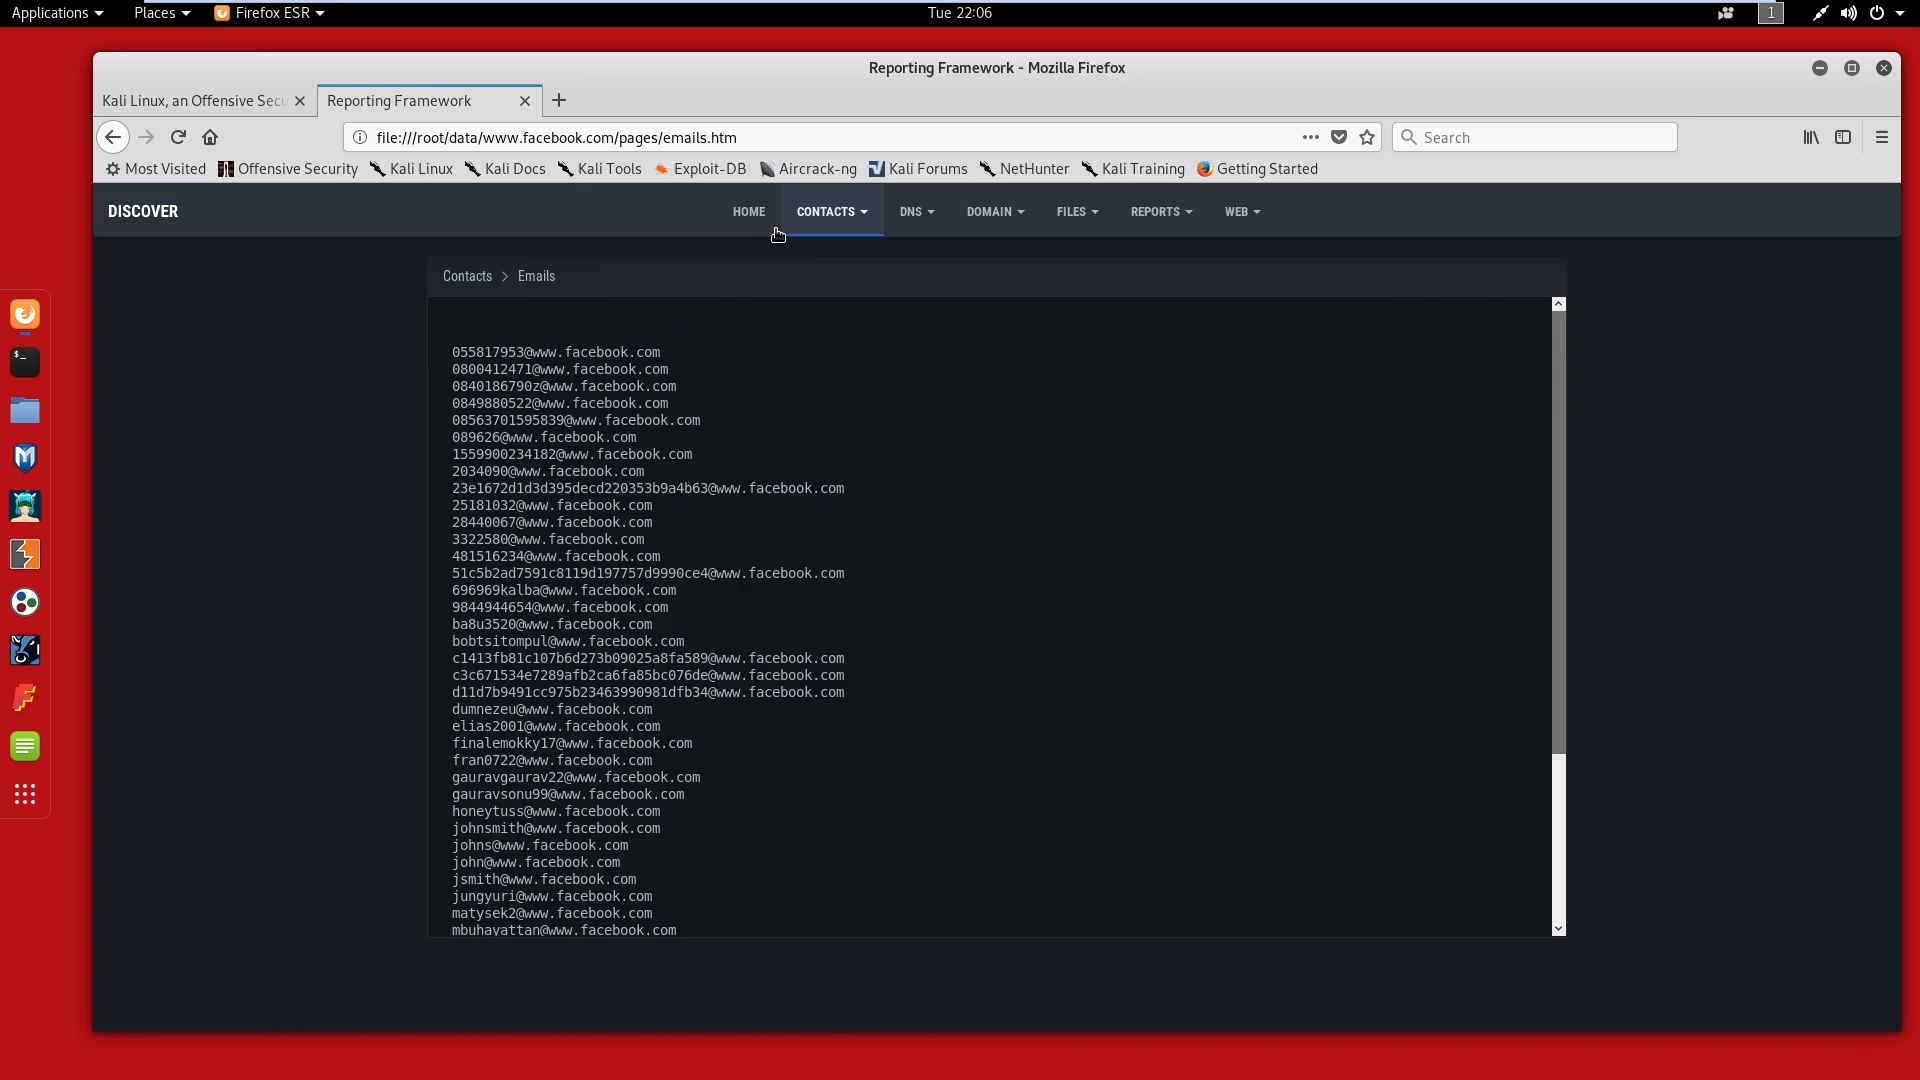 Applications Places Firefox ESR Tue 22:06 1
Reporting Framework - Mozilla Firefox
Kali Linux, an Offensive Secu Reporting Framework
file:///root/data/www.facebook.com/pages/emails.htm Search
Most Visited Offensive Security Kali Linux Kali Docs Kali Tools Exploit-DB Aircrack-ng Kali Forums NetHunter Kali Training Getting Started
DISCOVER HOME CONTACTS DNS DOMAIN FILES REPORTS WEB
Contacts > Emails
055817953@www.facebook.com
0800412471@www.facebook.com
0840186790z@www.facebook.com
0849880522@www.facebook.com
08563701595839@www.facebook.com
089626@www.facebook.com
1559900234182@www.facebook.com
2034090@www.facebook.com
23e1672d1d3d395decd220353b9a4b63@www.facebook.com
25181032@www.facebook.com
28440067@www.facebook.com
3322580@www.facebook.com
481516234@www.facebook.com
51c5b2ad7591c8119d197757d9990ce4@www.facebook.com
696969kalba@www.facebook.com
9844944654@www.facebook.com
ba8u3520@www.facebook.com
bobtsitompul@www.facebook.com
c1413fb81c107b6d273b09025a8fa589@www.facebook.com
c3c671534e7289afb2ca6fa85bc076de@www.facebook.com
d11d7b9491cc975b23463990981dfb34@www.facebook.com
dumnezeu@www.facebook.com
elias2001@www.facebook.com
finalemokky17@www.facebook.com
fran0722@www.facebook.com
gauravgaurav22@www.facebook.com
gauravsonu99@www.facebook.com
honeytuss@www.facebook.com
johnsmith@www.facebook.com
johns@www.facebook.com
john@www.facebook.com
jsmith@www.facebook.com
jungyuri@www.facebook.com
matysek2@www.facebook.com
mbuhayattan@www.facebook.com